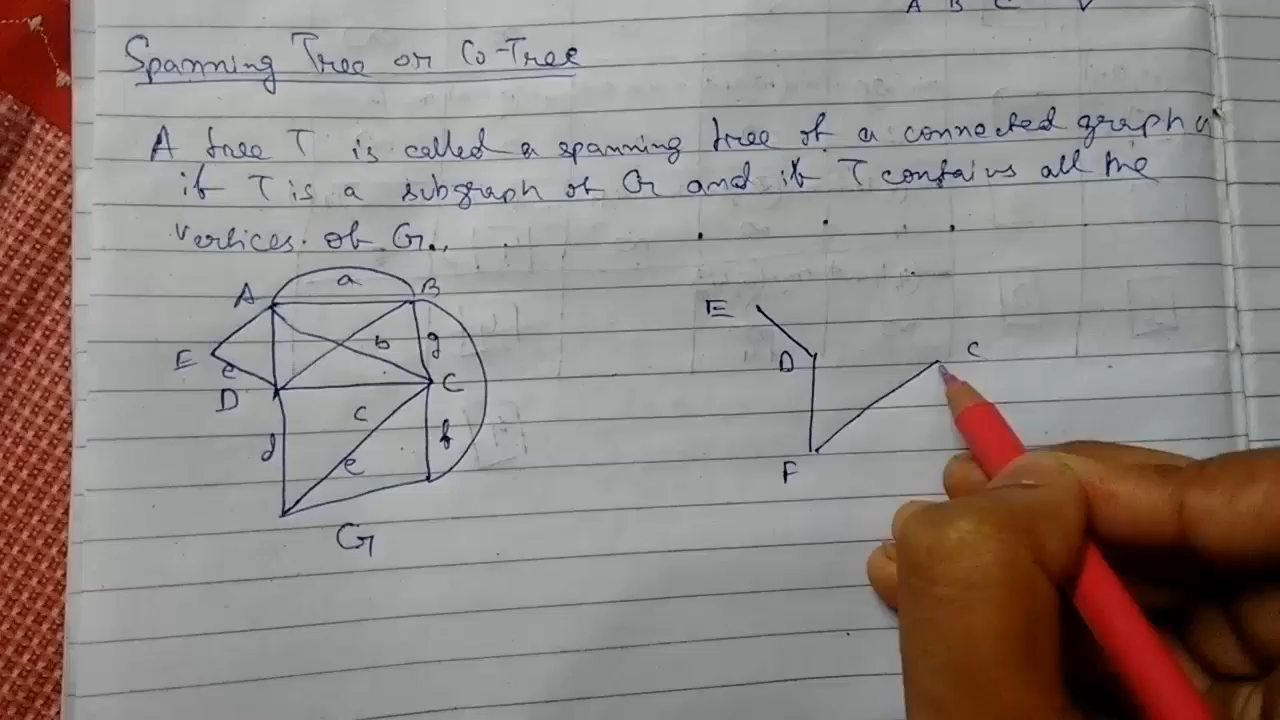 A B C
Spanning Tree or Co-Tree
A tree T is called a spanning tree of a connected graph G
if T is a subgraph of G and if T contains all the
vertices of G.
A a B
E e b g
D C
c
d e f
G
E
D C
F